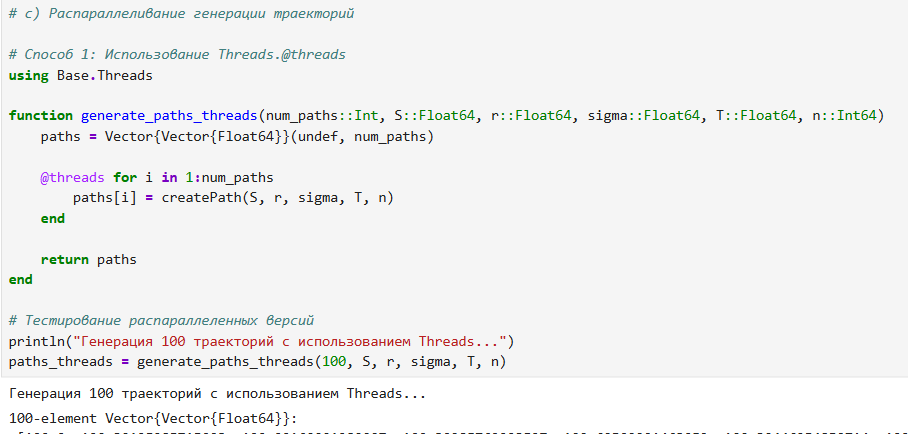 # c) Распараллеливание генерации траекторий
# Способ 1: Использование Threads.@threads
using Base.Threads
function generate_paths_threads(num_paths::Int, S::Float64, r::Float64, sigma::Float64, T::Float64, n::Int64)
paths = Vector{Vector{Float64}}(undef, num_paths)
@threads for i in 1:num_paths
paths[i] = createPath(S, r, sigma, T, n)
end
return paths
end
# Тестирование распараллеленных версий
println("Генерация 100 траекторий с использованием Threads...")
paths_threads = generate_paths_threads(100, S, r, sigma, T, n)
Генерация 100 траекторий с использованием Threads...
100-element Vector{Vector{Float64}}: